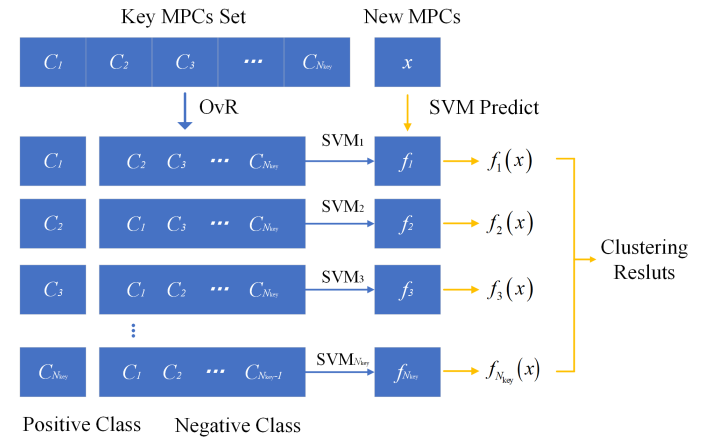 Key MPCs Set New MPCs
C1 C2 C3 ··· CNkey x
OvR SVM Predict
C1 C2 C3 ··· CNkey SVM1 f1 f1(x)
C2 C1 C3 ··· CNkey SVM2 f2 f2(x)
Clustering
Resluts
C3 C1 C2 ··· CNkey SVM3 f3 f3(x)
⋮
CNkey C1 C2 ··· CNkey-1 SVMNkey fNkey fNkey(x)
Positive Class Negative Class